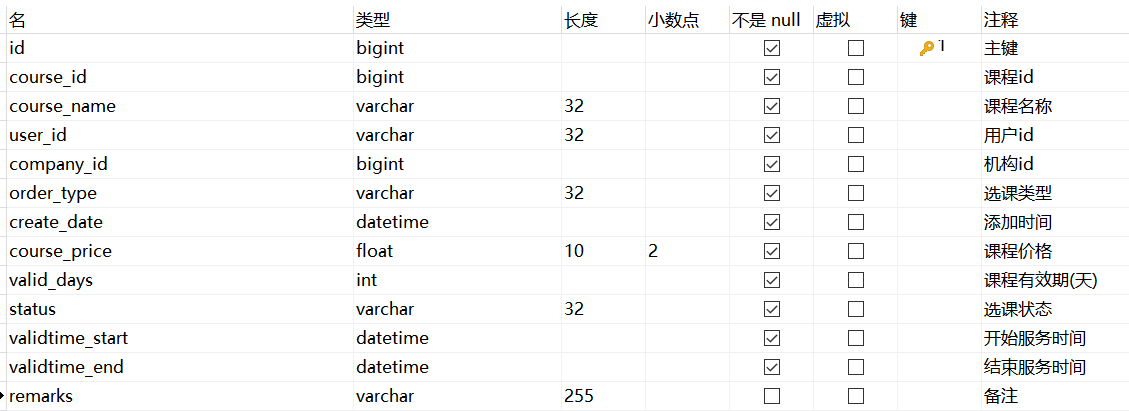 名 类型 长度 小数点 不是 null 虚拟 键 注释
id bigint 1 主键
course_id bigint 课程id
course_name varchar 32 课程名称
user_id varchar 32 用户id
company_id bigint 机构id
order_type varchar 32 选课类型
create_date datetime 添加时间
course_price float 10 2 课程价格
valid_days int 课程有效期(天)
status varchar 32 选课状态
validtime_start datetime 开始服务时间
validtime_end datetime 结束服务时间
remarks varchar 255 备注